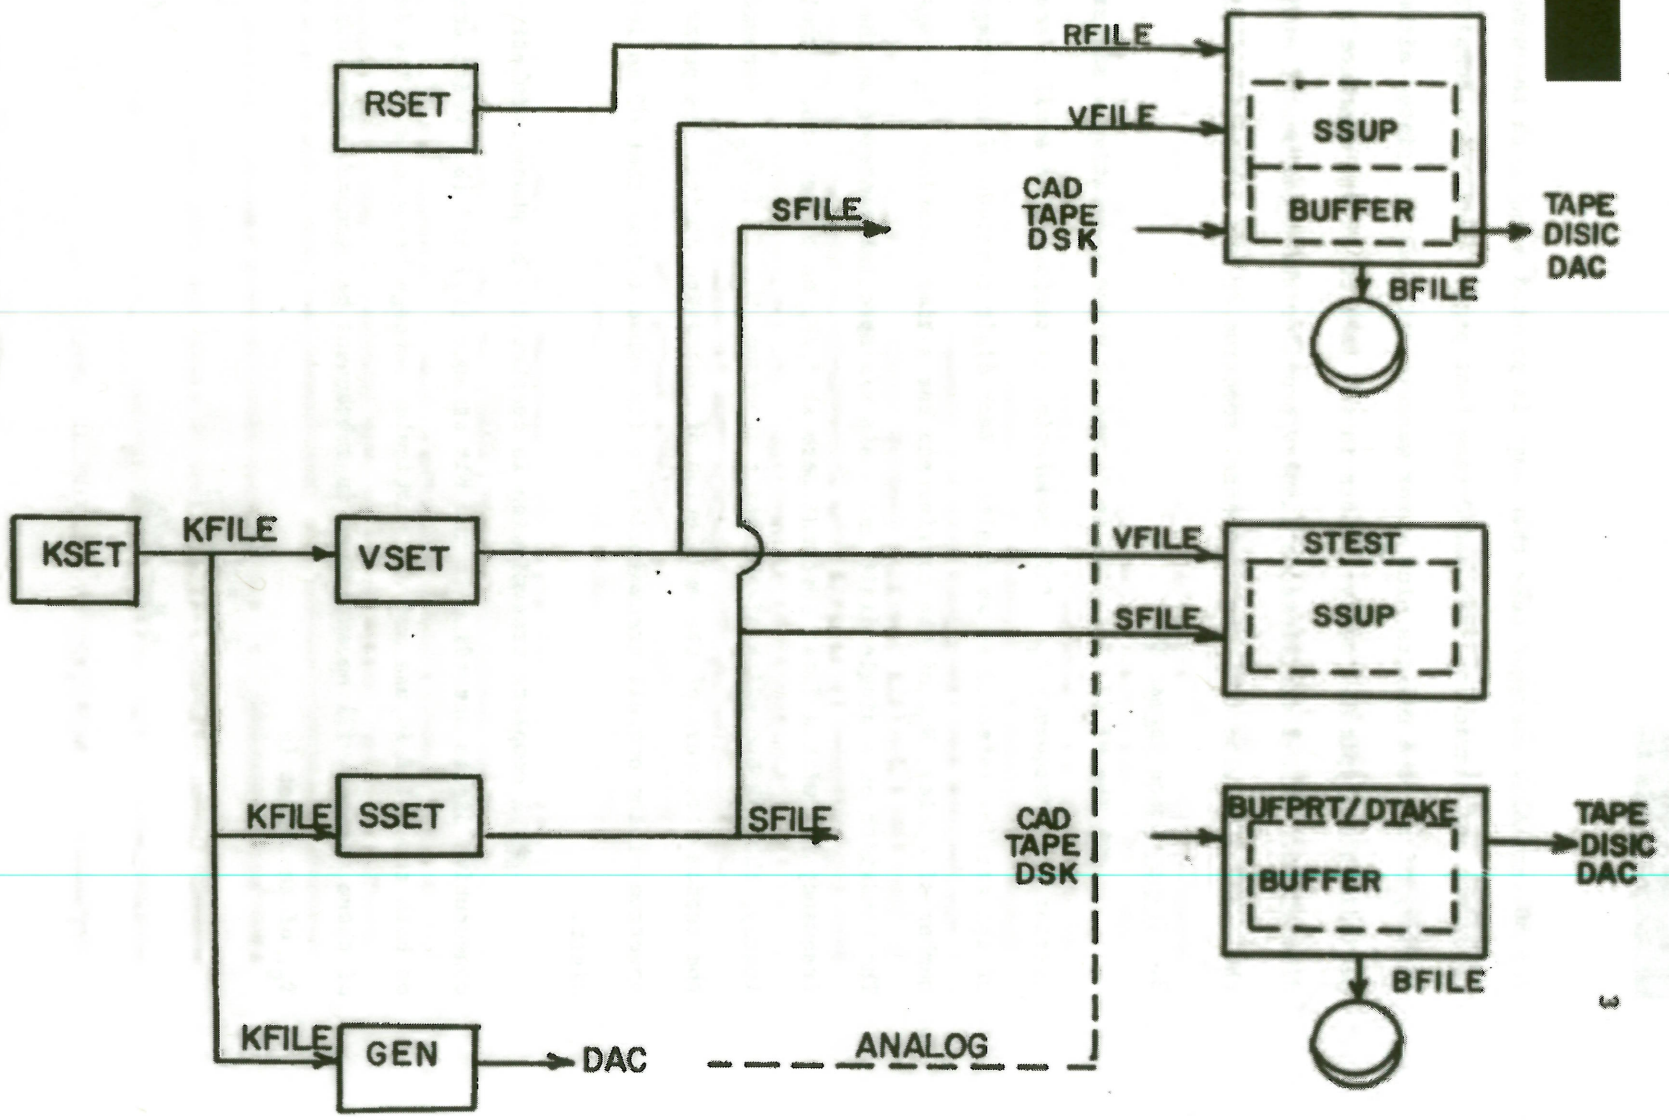 RFILE
RSET
VFILE
SSUP
CAD
TAPE
DSK
SFILE
BUFFER
TAPE
DISIC
DAC
BFILE
KSET
KFILE
VSET
VFILE
STEST
SSUP
SFILE
KFILE
SSET
SFILE
CAD
TAPE
DSK
BUFPRT/DTAKE
BUFFER
TAPE
DISIC
DAC
BFILE
3
KFILE
GEN
DAC
ANALOG